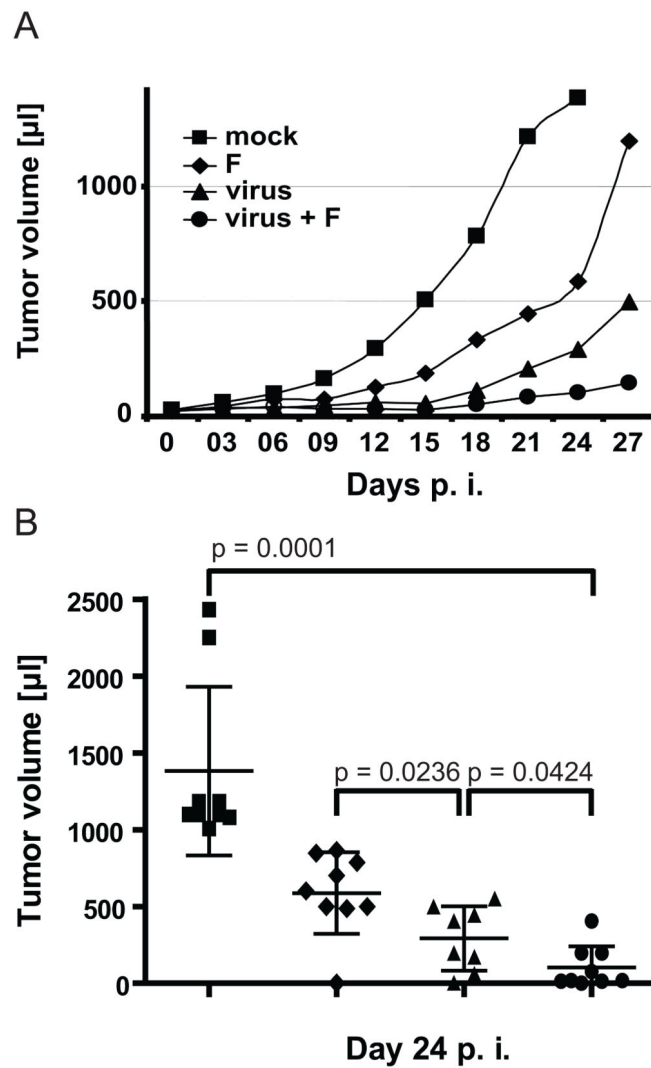 A
Tumor volume [µl]
1000
500
0
mock
F
virus
virus + F
0 03 06 09 12 15 18 21 24 27
Days p. i.
B
p = 0.0001
Tumor volume [µl]
2500
2000
1500
1000
500
0
p = 0.0236 p = 0.0424
Day 24 p. i.